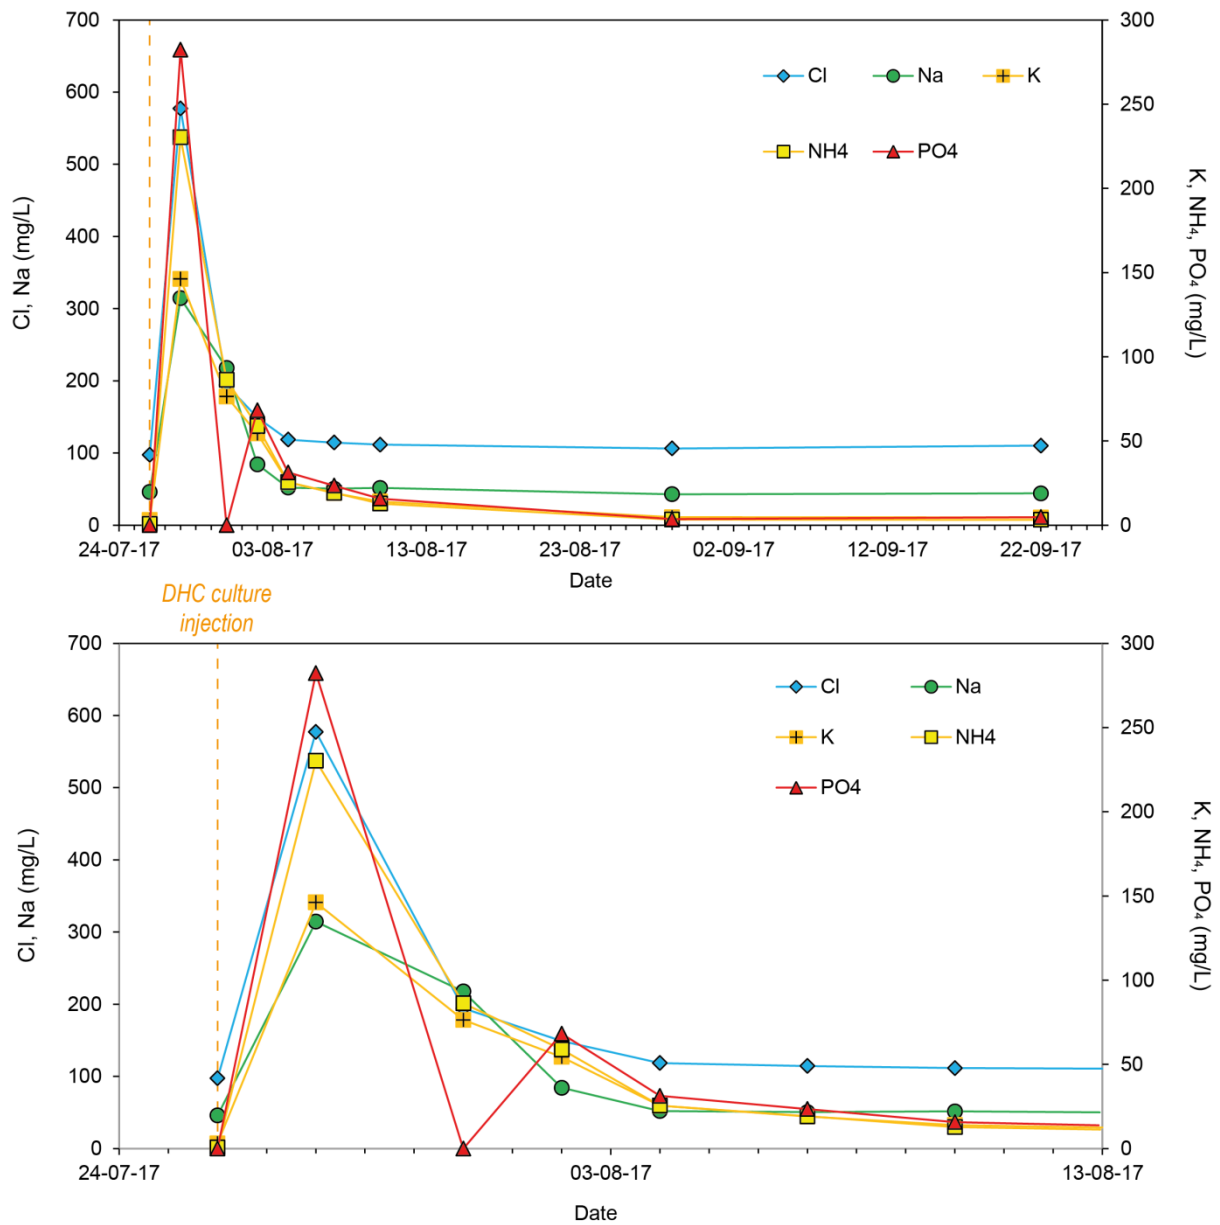 700
600
500
400
300
200
100
0
Cl, Na (mg/L)
300
250
200
150
100
50
0
K, NH₄, PO₄ (mg/L)
Cl Na K
NH4 PO4
24-07-17 03-08-17 13-08-17 23-08-17 02-09-17 12-09-17 22-09-17
Date
DHC culture
injection
700
600
500
400
300
200
100
0
Cl, Na (mg/L)
300
250
200
150
100
50
0
K, NH₄, PO₄ (mg/L)
Cl Na
K NH4
PO4
24-07-17 03-08-17 13-08-17
Date